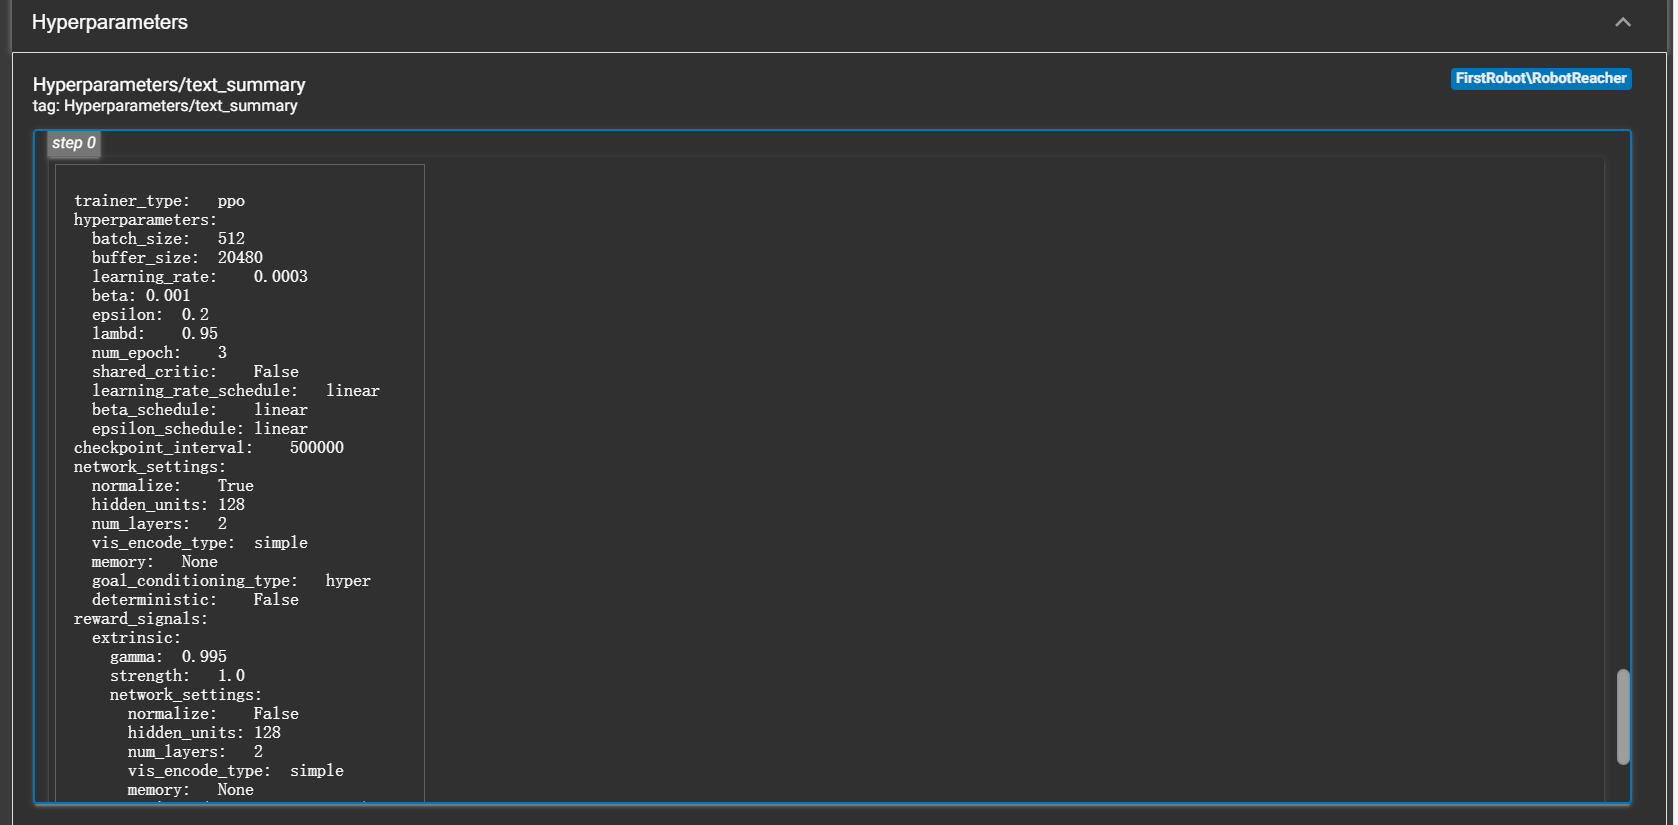 Hyperparameters
Hyperparameters/text_summary
FirstRobot\RobotReacher
tag: Hyperparameters/text_summary
step 0
trainer_type: ppo
hyperparameters:
batch_size: 512
buffer_size: 20480
learning_rate: 0.0003
beta: 0.001
epsilon: 0.2
lambd: 0.95
num_epoch: 3
shared_critic: False
learning_rate_schedule: linear
beta_schedule: linear
epsilon_schedule: linear
checkpoint_interval: 500000
network_settings:
normalize: True
hidden_units: 128
num_layers: 2
vis_encode_type: simple
memory: None
goal_conditioning_type: hyper
deterministic: False
reward_signals:
extrinsic:
gamma: 0.995
strength: 1.0
network_settings:
normalize: False
hidden_units: 128
num_layers: 2
vis_encode_type: simple
memory: None